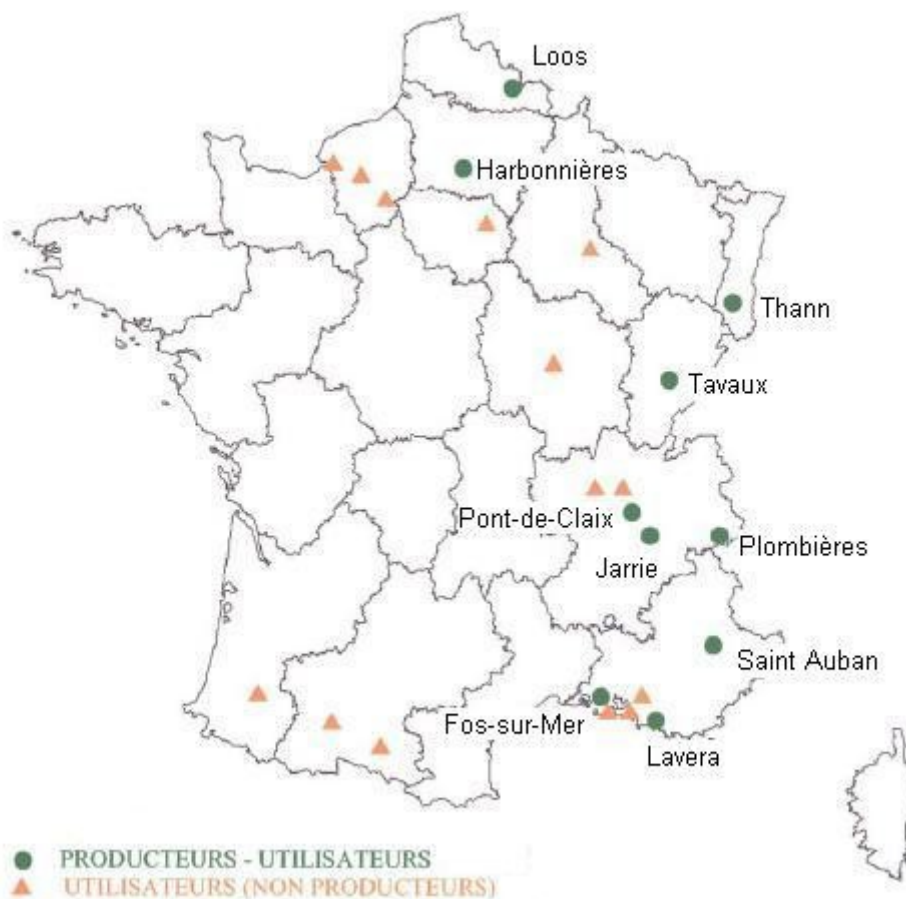 Loos
Harbonnières
Thann
Tavaux
Pont-de-Claix
Plombières
Jarrie
Saint Auban
Fos-sur-Mer
Lavera
PRODUCTEURS - UTILISATEURS
UTILISATEURS (NON PRODUCTEURS)